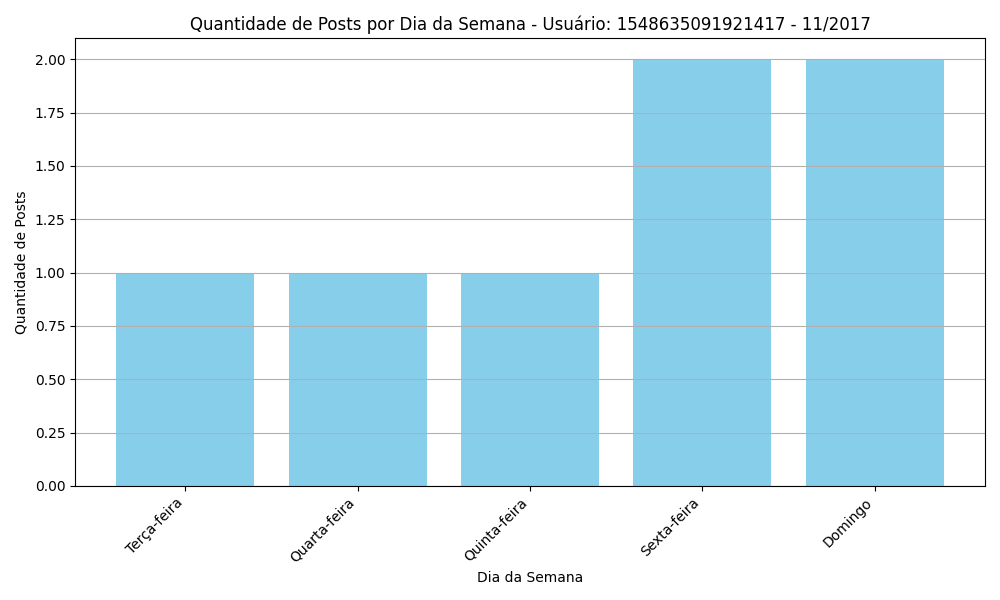 Quantidade de Posts por Dia da Semana - Usuário: 1548635091921417 - 11/2017
Quantidade de Posts
2.00
1.75
1.50
1.25
1.00
0.75
0.50
0.25
0.00
Terça-feira
Quarta-feira
Quinta-feira
Sexta-feira
Domingo
Dia da Semana